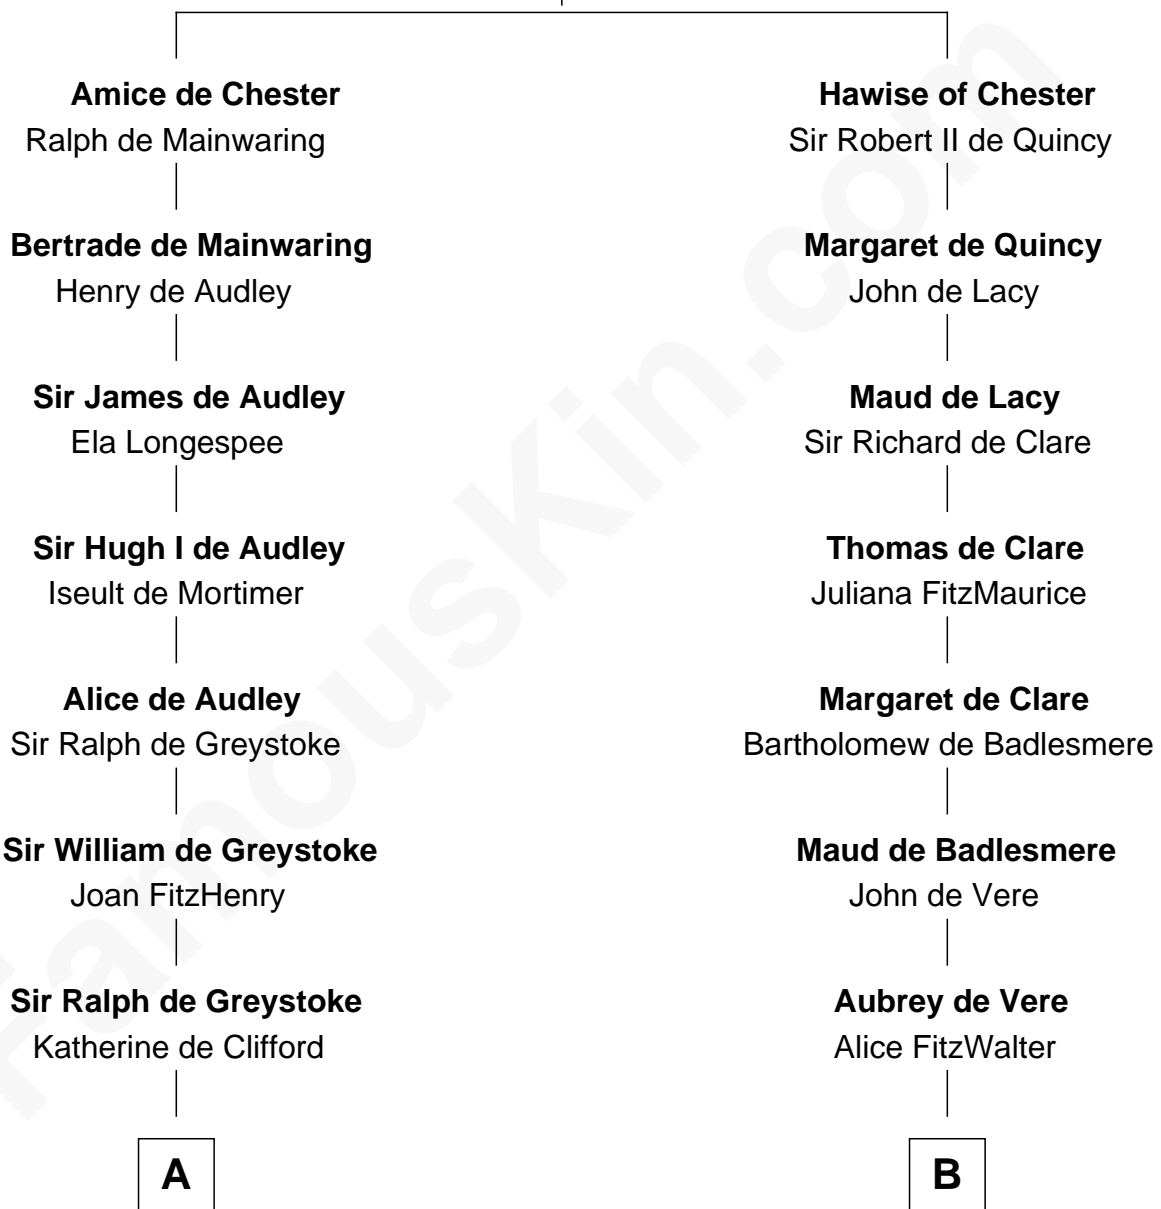 Amice de Chester
Ralph de Mainwaring
Bertrade de Mainwaring
Henry de Audley
Sir James de Audley
Ela Longespee
Sir Hugh I de Audley
Iseult de Mortimer
Alice de Audley
Sir Ralph de Greystoke
Sir William de Greystoke
Joan FitzHenry
Sir Ralph de Greystoke
Katherine de Clifford
A
Hawise of Chester
Sir Robert II de Quincy
Margaret de Quincy
John de Lacy
Maud de Lacy
Sir Richard de Clare
Thomas de Clare
Juliana FitzMaurice
Margaret de Clare
Bartholomew de Badlesmere
Maud de Badlesmere
John de Vere
Aubrey de Vere
Alice FitzWalter
B
FamousKin.com